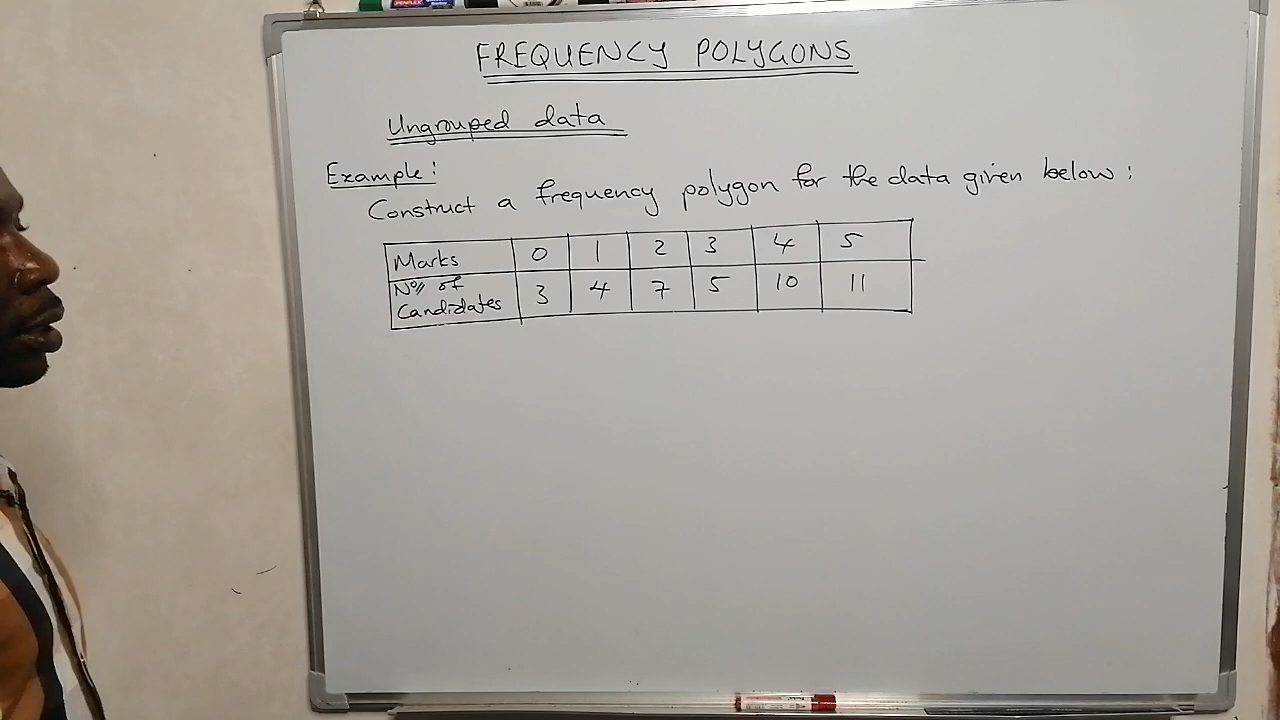 FREQUENCY POLYGONS
Ungrouped data
Example:
Construct a frequency polygon for the data given below:
Marks 0 1 2 3 4 5
No of
Candidates 3 4 7 5 10 11